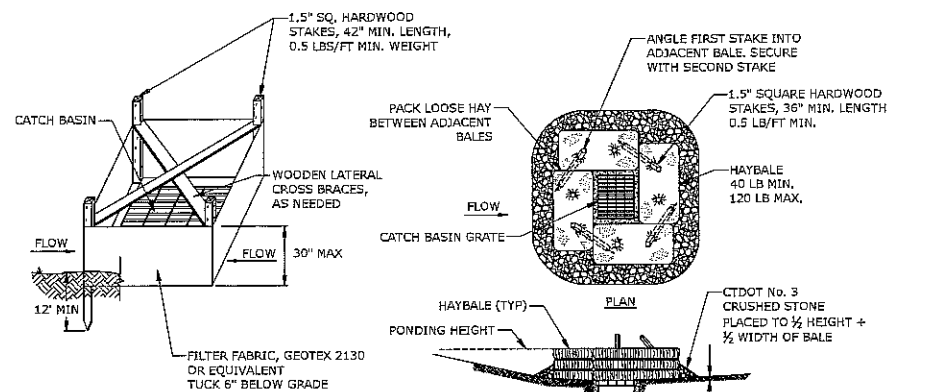 1.5" SQ. HARDWOOD
STAKES, 42" MIN. LENGTH,
0.5 LBS/FT MIN. WEIGHT
CATCH BASIN
WOODEN LATERAL
CROSS BRACES,
AS NEEDED
FLOW
FLOW
30" MAX
12" MIN
FILTER FABRIC, GEOTEX 2130
OR EQUIVALENT
TUCK 6" BELOW GRADE
ANGLE FIRST STAKE INTO
ADJACENT BALE. SECURE
WITH SECOND STAKE
PACK LOOSE HAY
BETWEEN ADJACENT
BALES
1.5" SQUARE HARDWOOD
STAKES, 36" MIN. LENGTH
0.5 LB/FT MIN.
HAYBALE
40 LB MIN.
120 LB MAX.
FLOW
CATCH BASIN GRATE
PLAN
HAYBALE (TYP)
PONDING HEIGHT
CTDOT No. 3
CRUSHED STONE
PLACED TO ½ HEIGHT +
½ WIDTH OF BALE